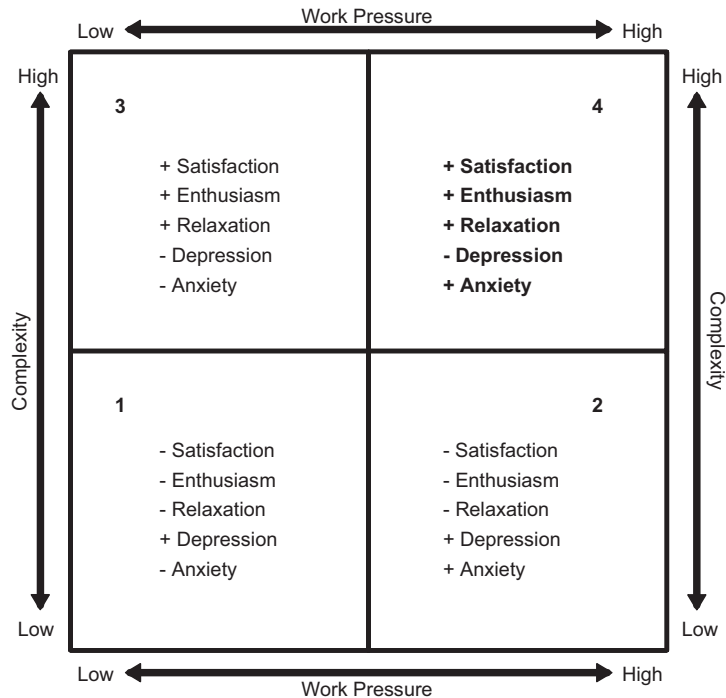 Work Pressure
Low High
High High
3 4
+ Satisfaction + Satisfaction
+ Enthusiasm + Enthusiasm
+ Relaxation + Relaxation
- Depression - Depression
- Anxiety + Anxiety
Complexity Complexity
1 2
- Satisfaction - Satisfaction
- Enthusiasm - Enthusiasm
- Relaxation - Relaxation
+ Depression + Depression
- Anxiety + Anxiety
Low Low
Low High
Work Pressure